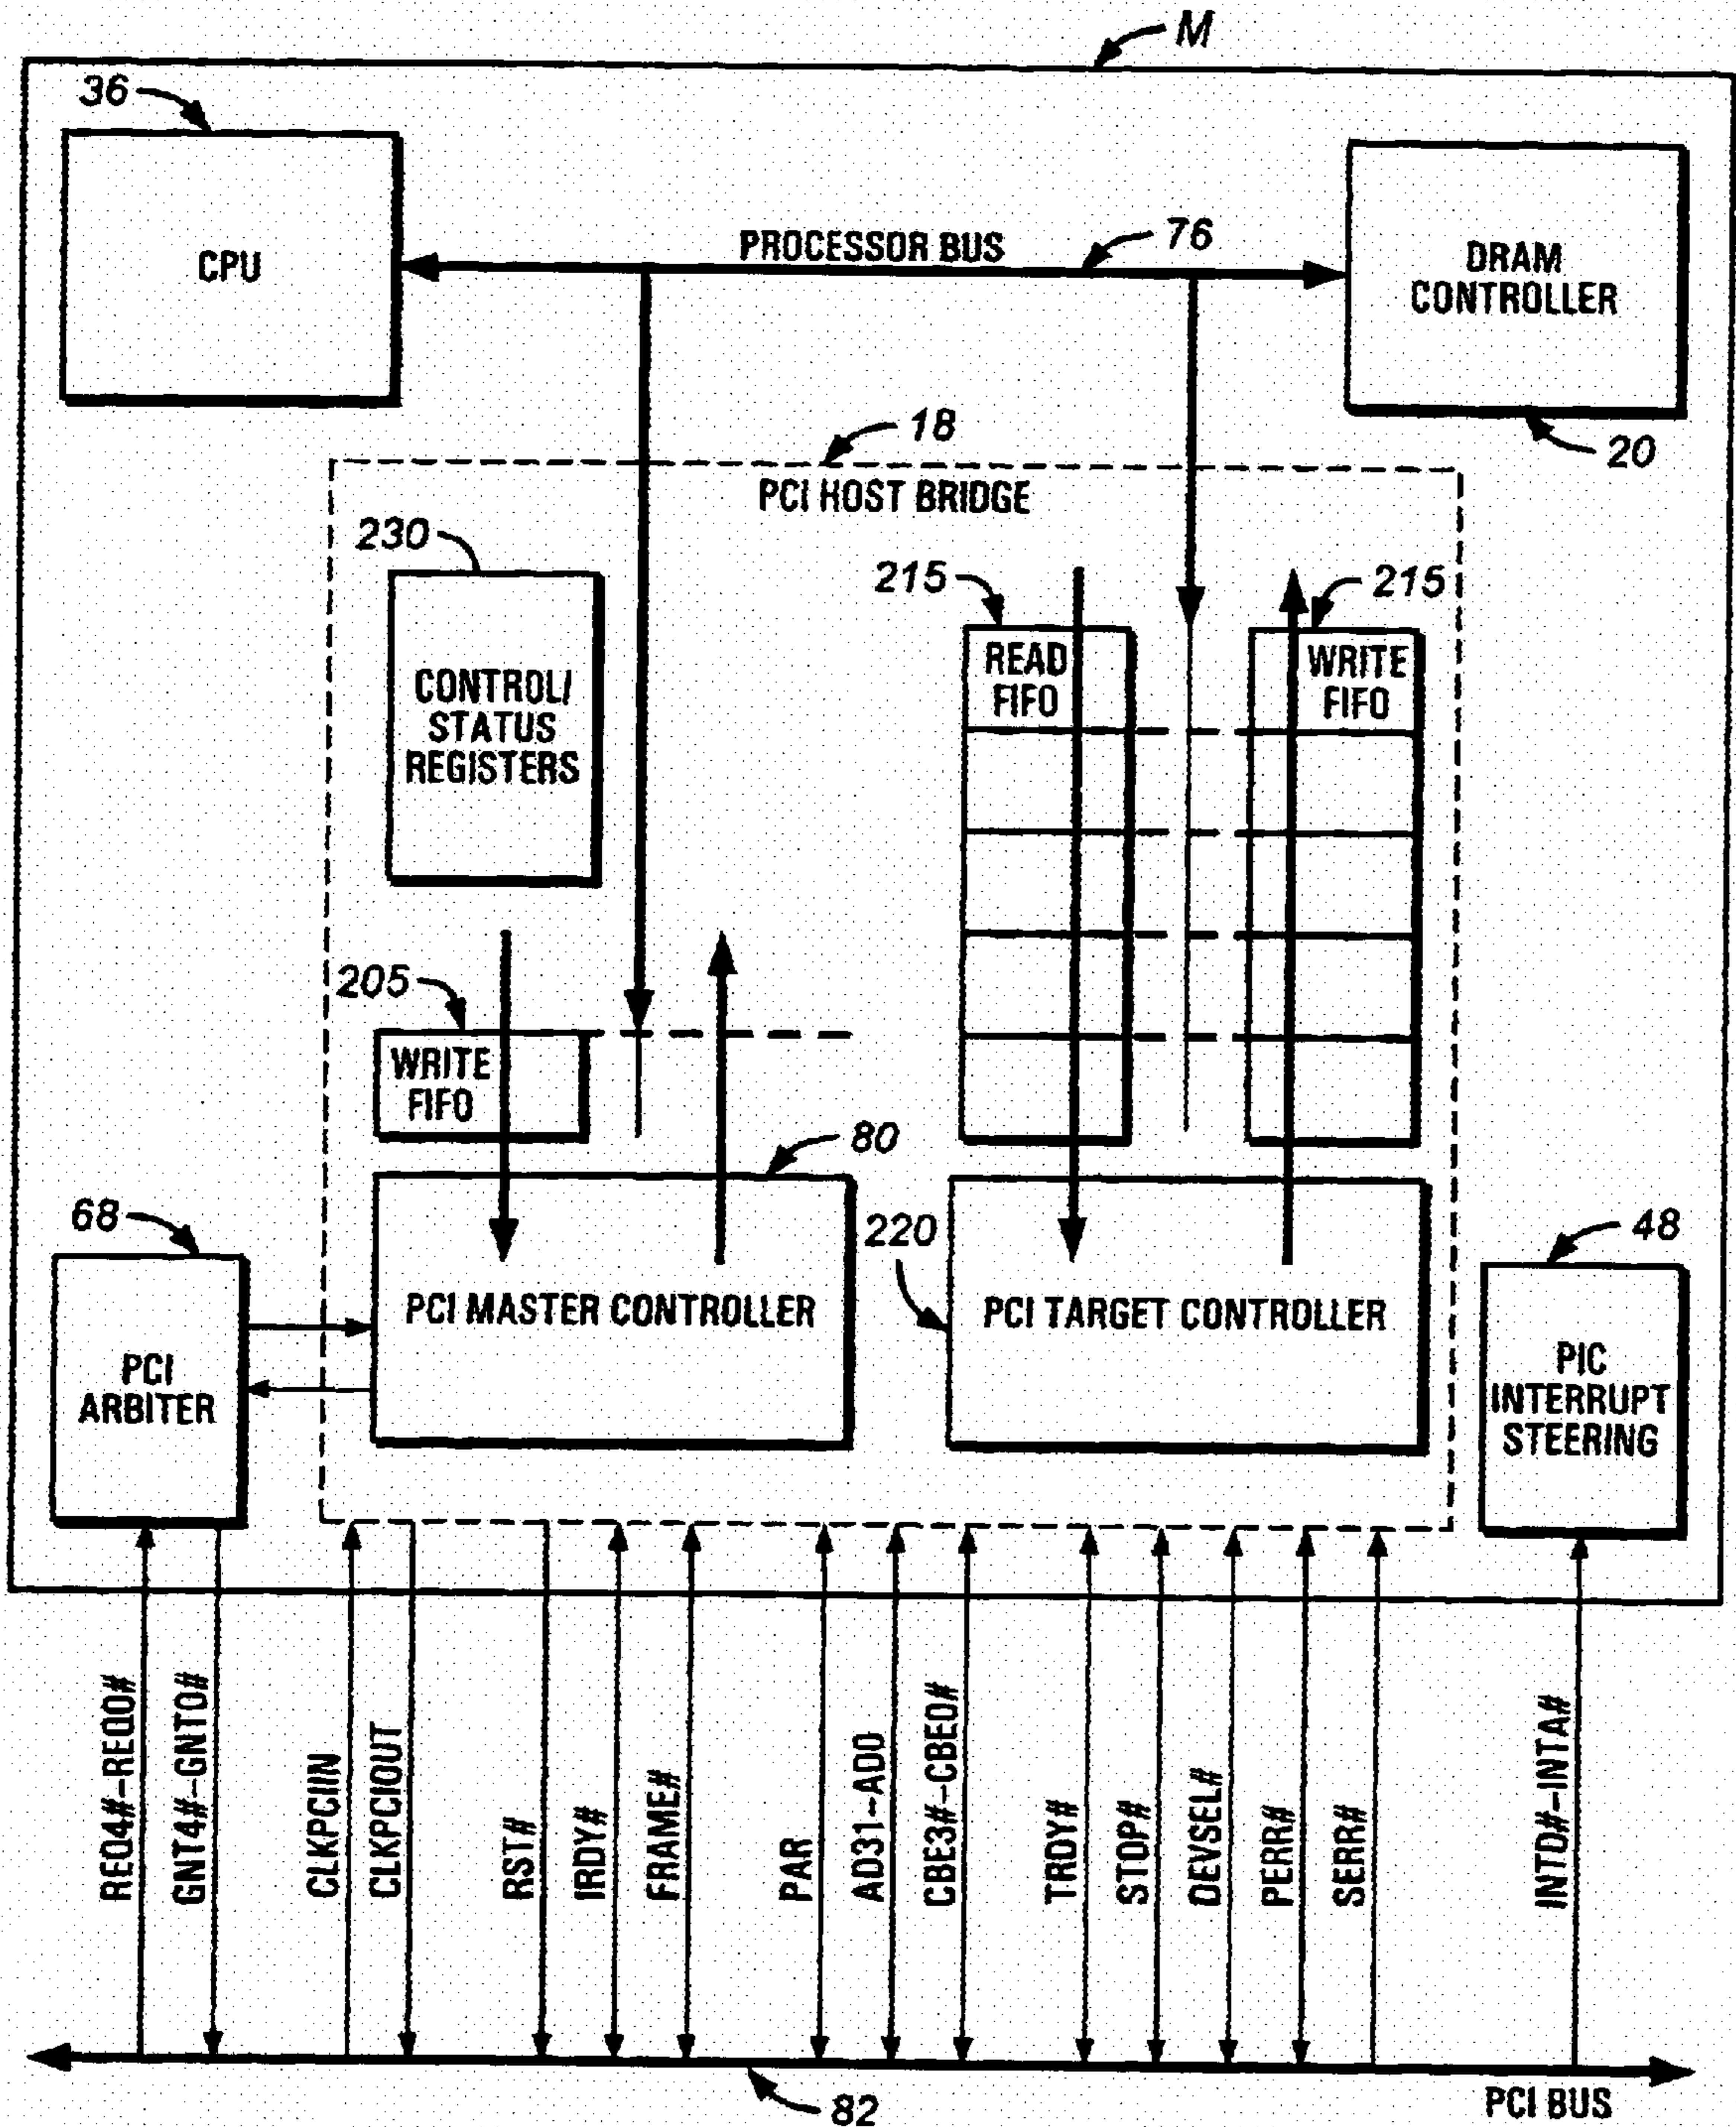 M
36
CPU
PROCESSOR BUS
76
DRAM
CONTROLLER
20
18
PCI HOST BRIDGE
230
CONTROL/
STATUS
REGISTERS
215
READ
FIFO
215
WRITE
FIFO
205
WRITE
FIFO
80
PCI MASTER CONTROLLER
220
PCI TARGET CONTROLLER
68
PCI
ARBITER
48
PIC
INTERRUPT
STEERING
REQ4#-REQ0#
GNT4#-GNT0#
CLKPCIIN
CLKPCIOUT
RST#
IRDY#
FRAME#
PAR
AD31-AD0
CBE3#-CBE0#
TRDY#
STOP#
DEVSEL#
PERR#
SERR#
INTD#-INTA#
82
PCI BUS